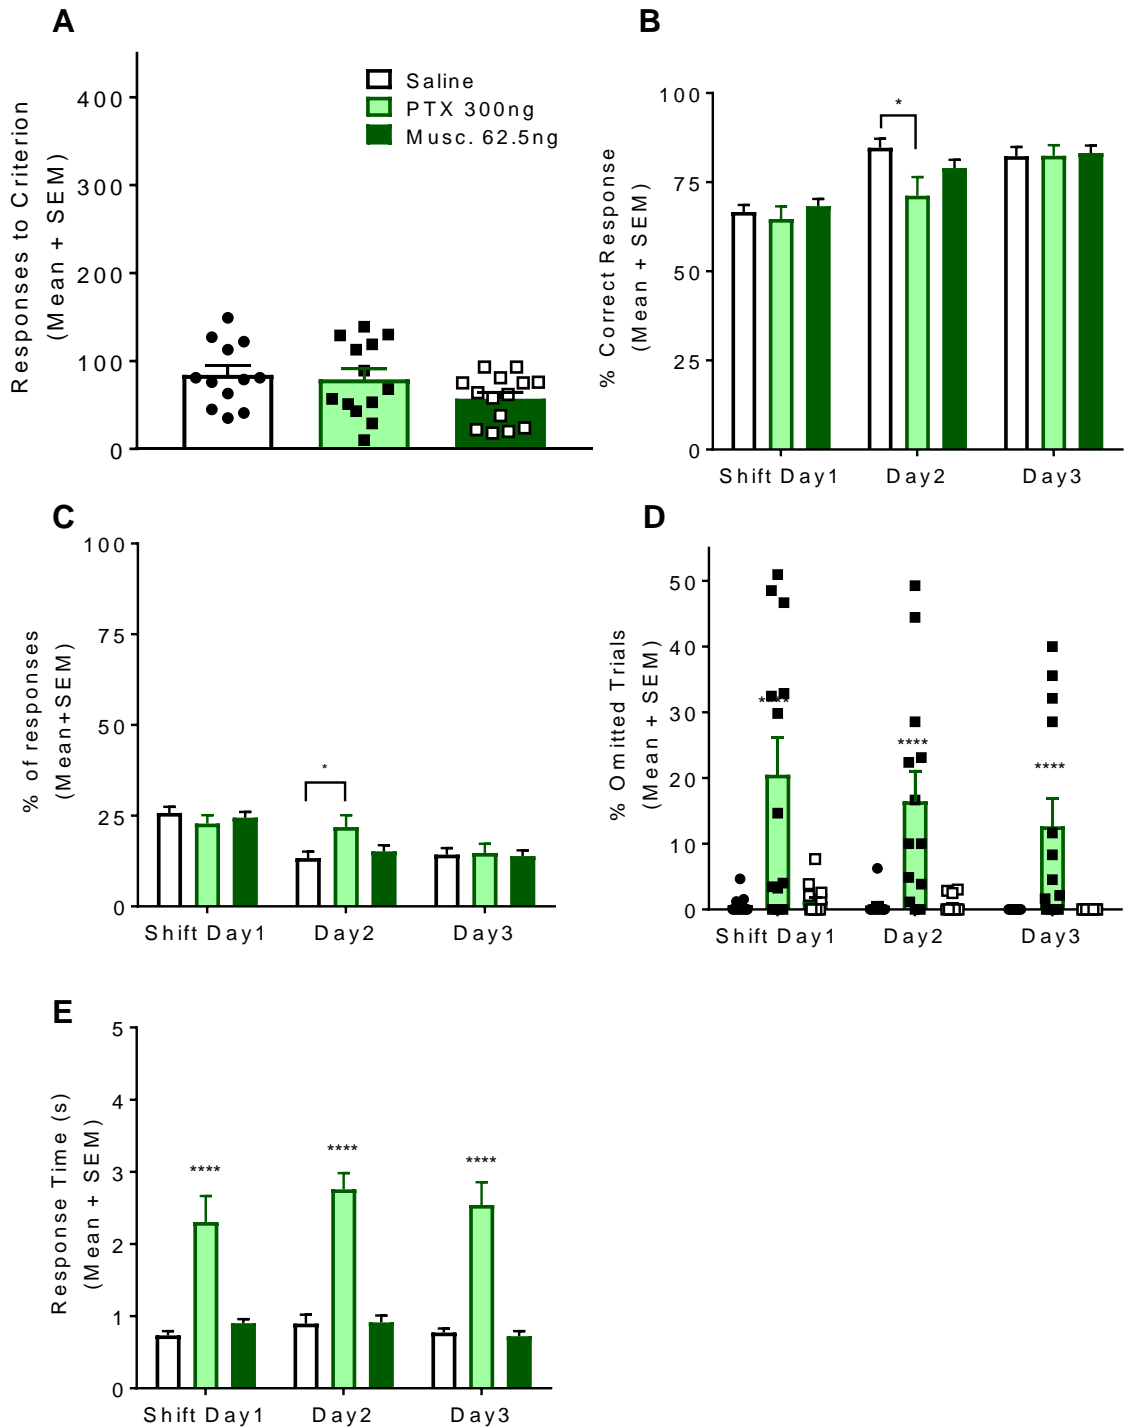 A
Responses to Criterion
(Mean + SEM)
400
300
200
100
0
Saline
PTX 300ng
Musc. 62.5ng
B
% Correct Response
(Mean + SEM)
100
75
50
25
0
*
Shift Day1
Day2
Day3
C
% of responses
(Mean+SEM)
100
75
50
25
0
*
Shift Day1
Day2
Day3
D
% Omitted Trials
(Mean + SEM)
50
40
30
20
10
0
****
****
****
Shift Day1
Day2
Day3
E
Response Time (s)
(Mean + SEM)
5
4
3
2
1
0
****
****
****
Shift Day1
Day2
Day3